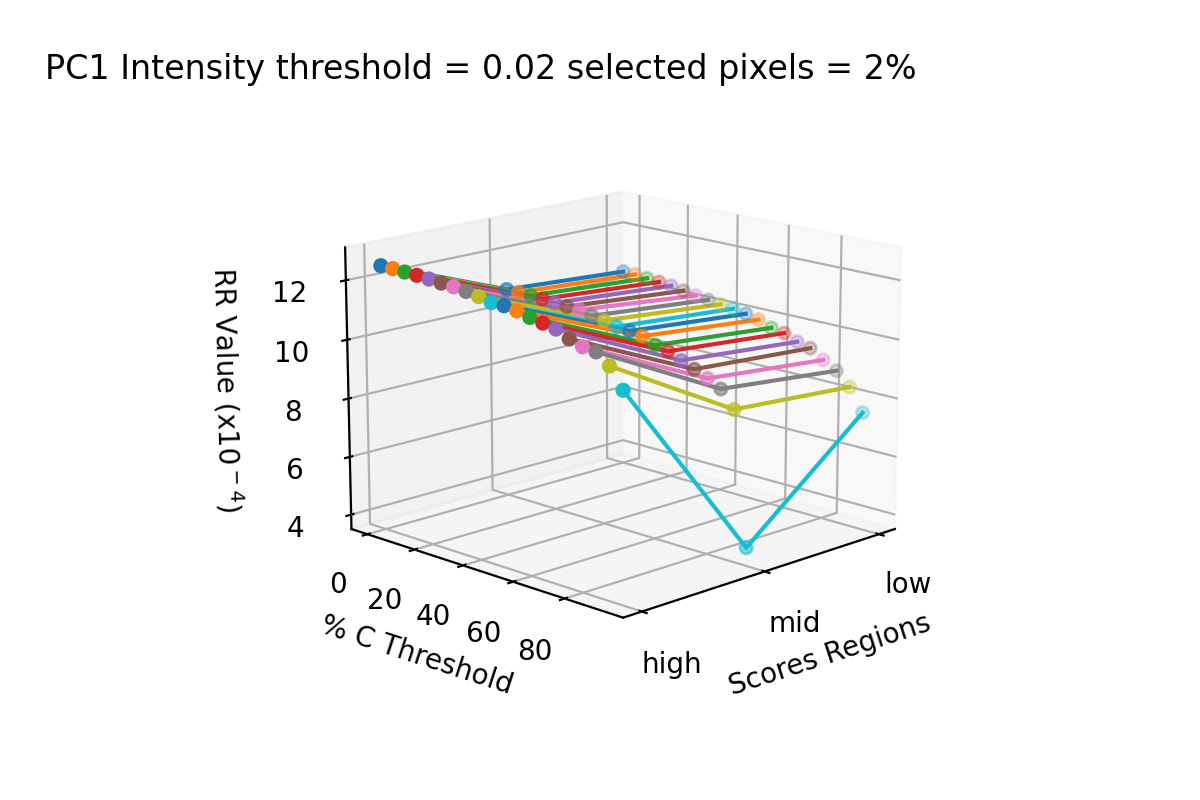 PC1 Intensity threshold = 0.02 selected pixels = 2%
RR Value (x10⁻⁴)
12
10
8
6
4
0
20
40
60
80
% C Threshold
high
mid
low
Scores Regions